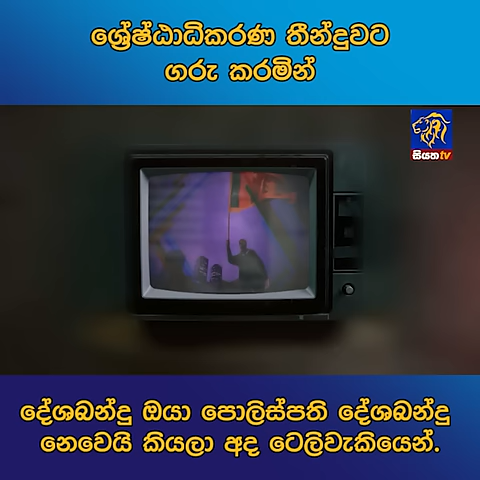 ශ්‍රේෂ්ඨාධිකරණ තීන්දුවට
ගරු කරමින්
සියත tv
දේශබන්දු ඔයා පොලිස්පති දේශබන්දු
නෙවෙයි කියලා අද ටෙලිවැකියෙන්.